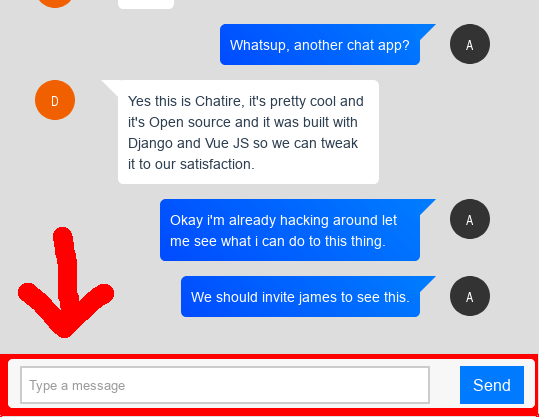 Whatsup, another chat app?
A
D
Yes this is Chatire, it's pretty cool and
it's Open source and it was built with
Django and Vue JS so we can tweak
it to our satisfaction.
Okay i'm already hacking around let
me see what i can do to this thing.
A
We should invite james to see this.
A
Type a message
Send